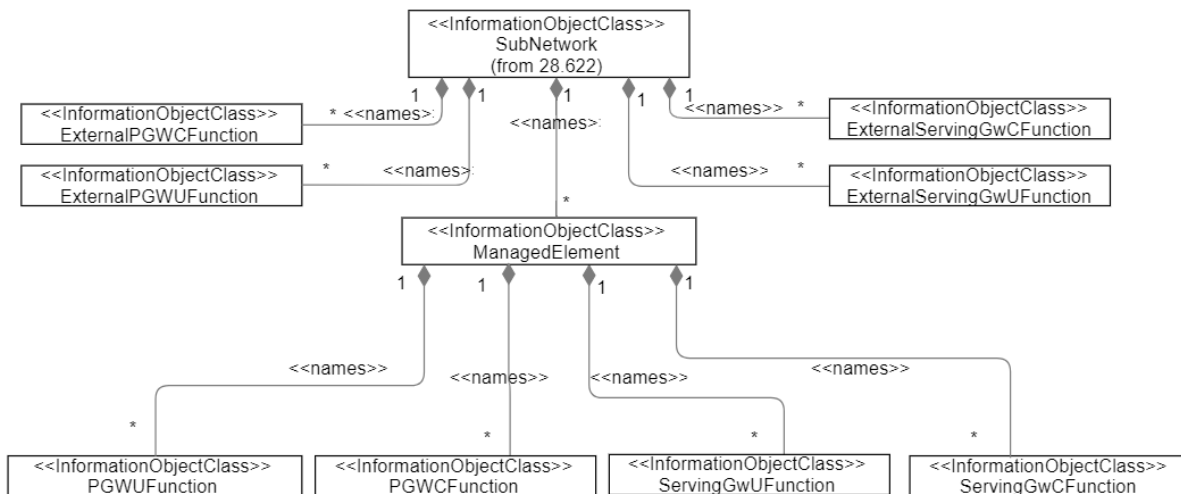 <<InformationObjectClass>>
SubNetwork
(from 28.622)
1
1
1
1
1
<<InformationObjectClass>>
ExternalPGWCFunction
* <<names>:
<<names>> *
<<InformationObjectClass>>
ExternalServingGwCFunction
<<names>:
<<InformationObjectClass>>
ExternalPGWUFunction
* <<names>:
<<names>> *
<<InformationObjectClass>>
ExternalServingGwUFunction
*
<<InformationObjectClass>>
ManagedElement
1
1
1
1
<<names>>
<<names>>
<<names>>
<<names>>
*
*
*
*
<<InformationObjectClass>>
PGWUFunction
<<InformationObjectClass>>
PGWCFunction
<<InformationObjectClass>>
ServingGwUFunction
<<InformationObjectClass>>
ServingGwCFunction